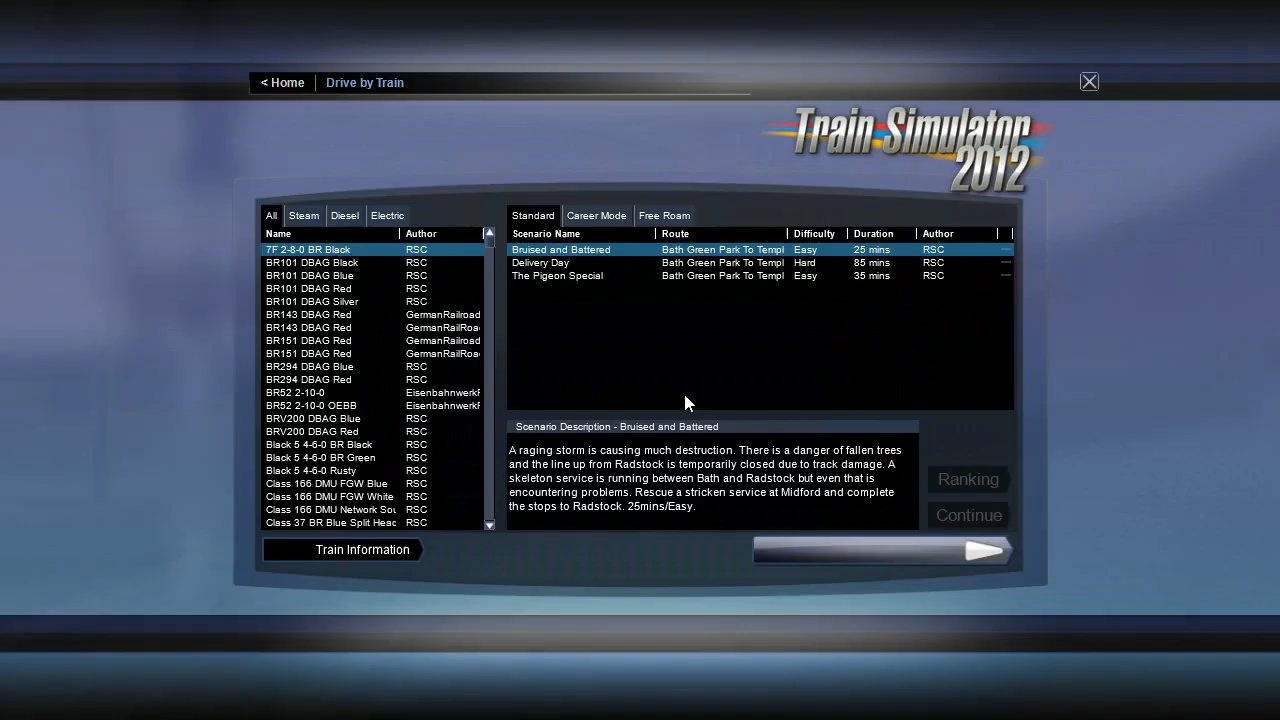 < Home Drive by Train
Train Simulator
2012
All Steam Diesel Electric
Name Author
7F 2-8-0 BR Black RSC
BR101 DBAG Black RSC
BR101 DBAG Blue RSC
BR101 DBAG Red RSC
BR101 DBAG Silver RSC
BR143 DBAG Red GermanRailroad
BR143 DBAG Red GermanRailRoa
BR151 DBAG Red GermanRailroad
BR151 DBAG Red GermanRailRoa
BR294 DBAG Blue RSC
BR294 DBAG Red RSC
BR52 2-10-0 EisenbahnwerkF
BR52 2-10-0 OEBB EisenbahnwerkF
BRV200 DBAG Blue RSC
BRV200 DBAG Red RSC
Black 5 4-6-0 BR Black RSC
Black 5 4-6-0 BR Green RSC
Black 5 4-6-0 Rusty RSC
Class 166 DMU FGW Blue RSC
Class 166 DMU FGW White RSC
Class 166 DMU Network Sou RSC
Class 37 BR Blue Split Head RSC
Train Information
Standard Career Mode Free Roam
Scenario Name Route Difficulty Duration Author
Bruised and Battered Bath Green Park To Templ Easy 25 mins RSC
Delivery Day Bath Green Park To Templ Hard 85 mins RSC
The Pigeon Special Bath Green Park To Templ Easy 35 mins RSC
Scenario Description - Bruised and Battered
A raging storm is causing much destruction. There is a danger of fallen trees
and the line up from Radstock is temporarily closed due to track damage. A
skeleton service is running between Bath and Radstock but even that is
encountering problems. Rescue a stricken service at Midford and complete
the stops to Radstock. 25mins/Easy.
Ranking
Continue